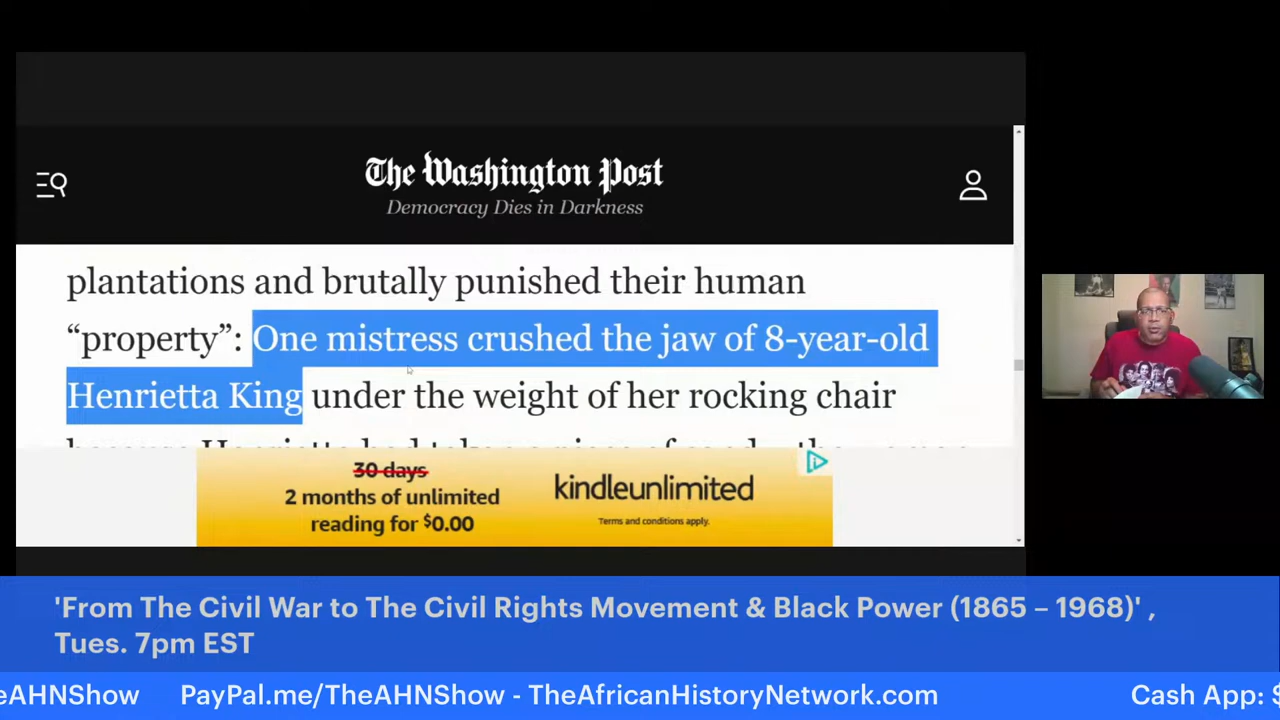 The Washington Post
Democracy Dies in Darkness
plantations and brutally punished their human
“property”: One mistress crushed the jaw of 8-year-old
Henrietta King under the weight of her rocking chair
30 days
2 months of unlimited
reading for $0.00
kindleunlimited
Terms and conditions apply.
'From The Civil War to The Civil Rights Movement & Black Power (1865 – 1968)' ,
Tues. 7pm EST
eAHNShow PayPal.me/TheAHNShow - TheAfricanHistoryNetwork.com Cash App: $